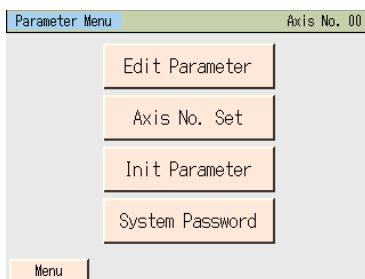 Parameter Menu Axis No. 00
Edit Parameter
Axis No. Set
Init Parameter
System Password
Menu